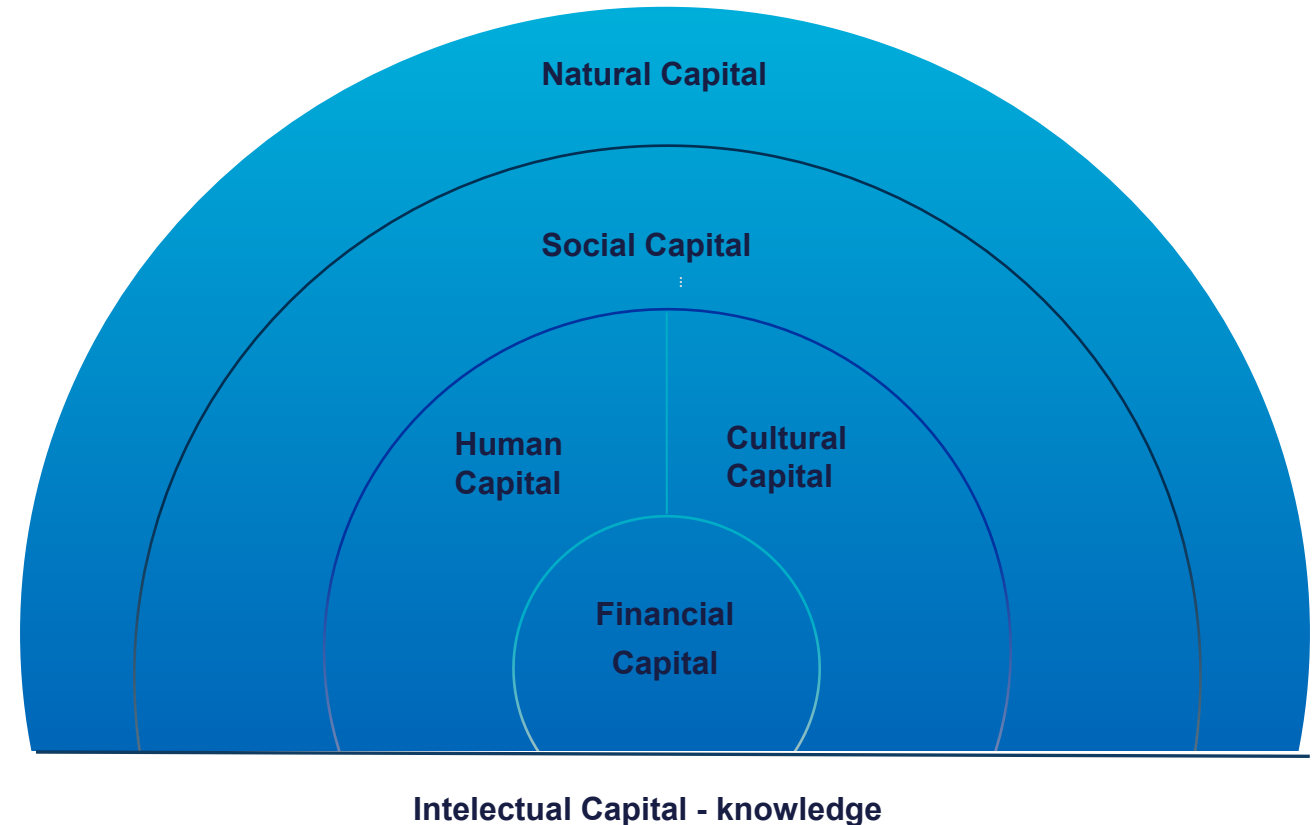 Natural Capital
Social Capital
Human
Capital
Cultural
Capital
Financial
Capital
Intelectual Capital - knowledge